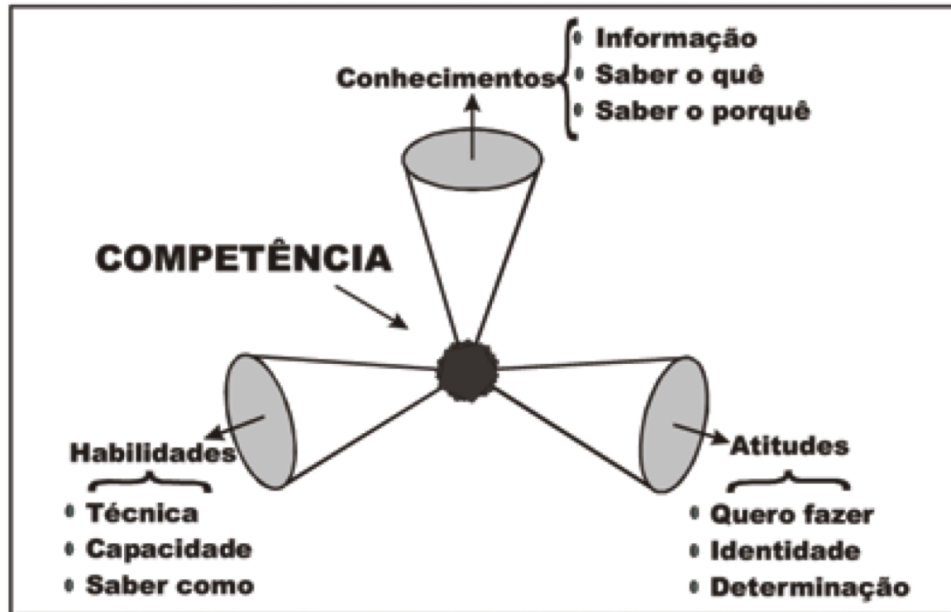 Conhecimentos
Informação
Saber o quê
Saber o porquê
COMPETÊNCIA
Habilidades
Técnica
Capacidade
Saber como
Atitudes
Quero fazer
Identidade
Determinação